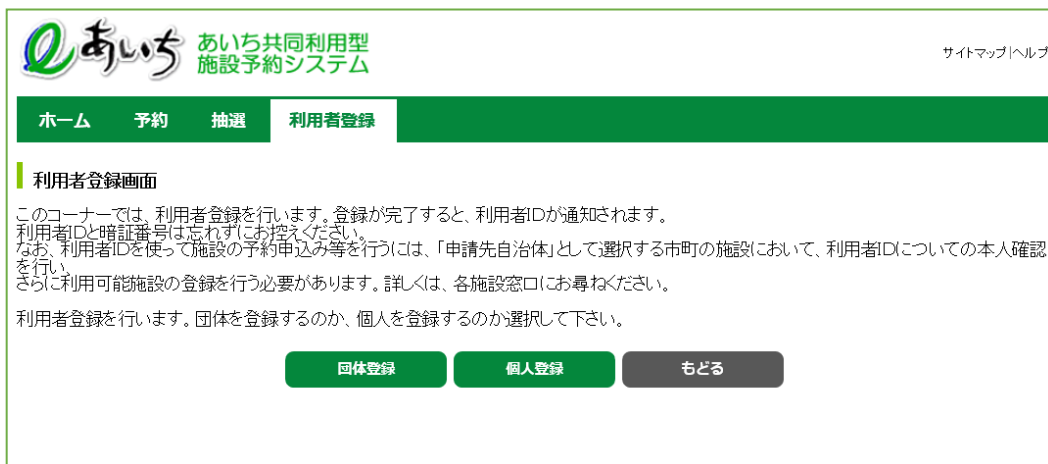 あいち
あいち共同利用型
施設予約システム
サイトマップ|ヘルプ
ホーム 予約 抽選 利用者登録
利用者登録画面
このコーナーでは、利用者登録を行います。登録が完了すると、利用者IDが通知されます。
利用者IDと暗証番号は忘れずにお控えください。
なお、利用者IDを使って施設の予約申込み等を行うには、「申請先自治体」として選択する市町の施設において、利用者IDについての本人確認
を行い、
さらに利用可能施設の登録を行う必要があります。詳しくは、各施設窓口にお尋ねください。
利用者登録を行います。団体を登録するのか、個人を登録するのか選択して下さい。
団体登録 個人登録 もどる